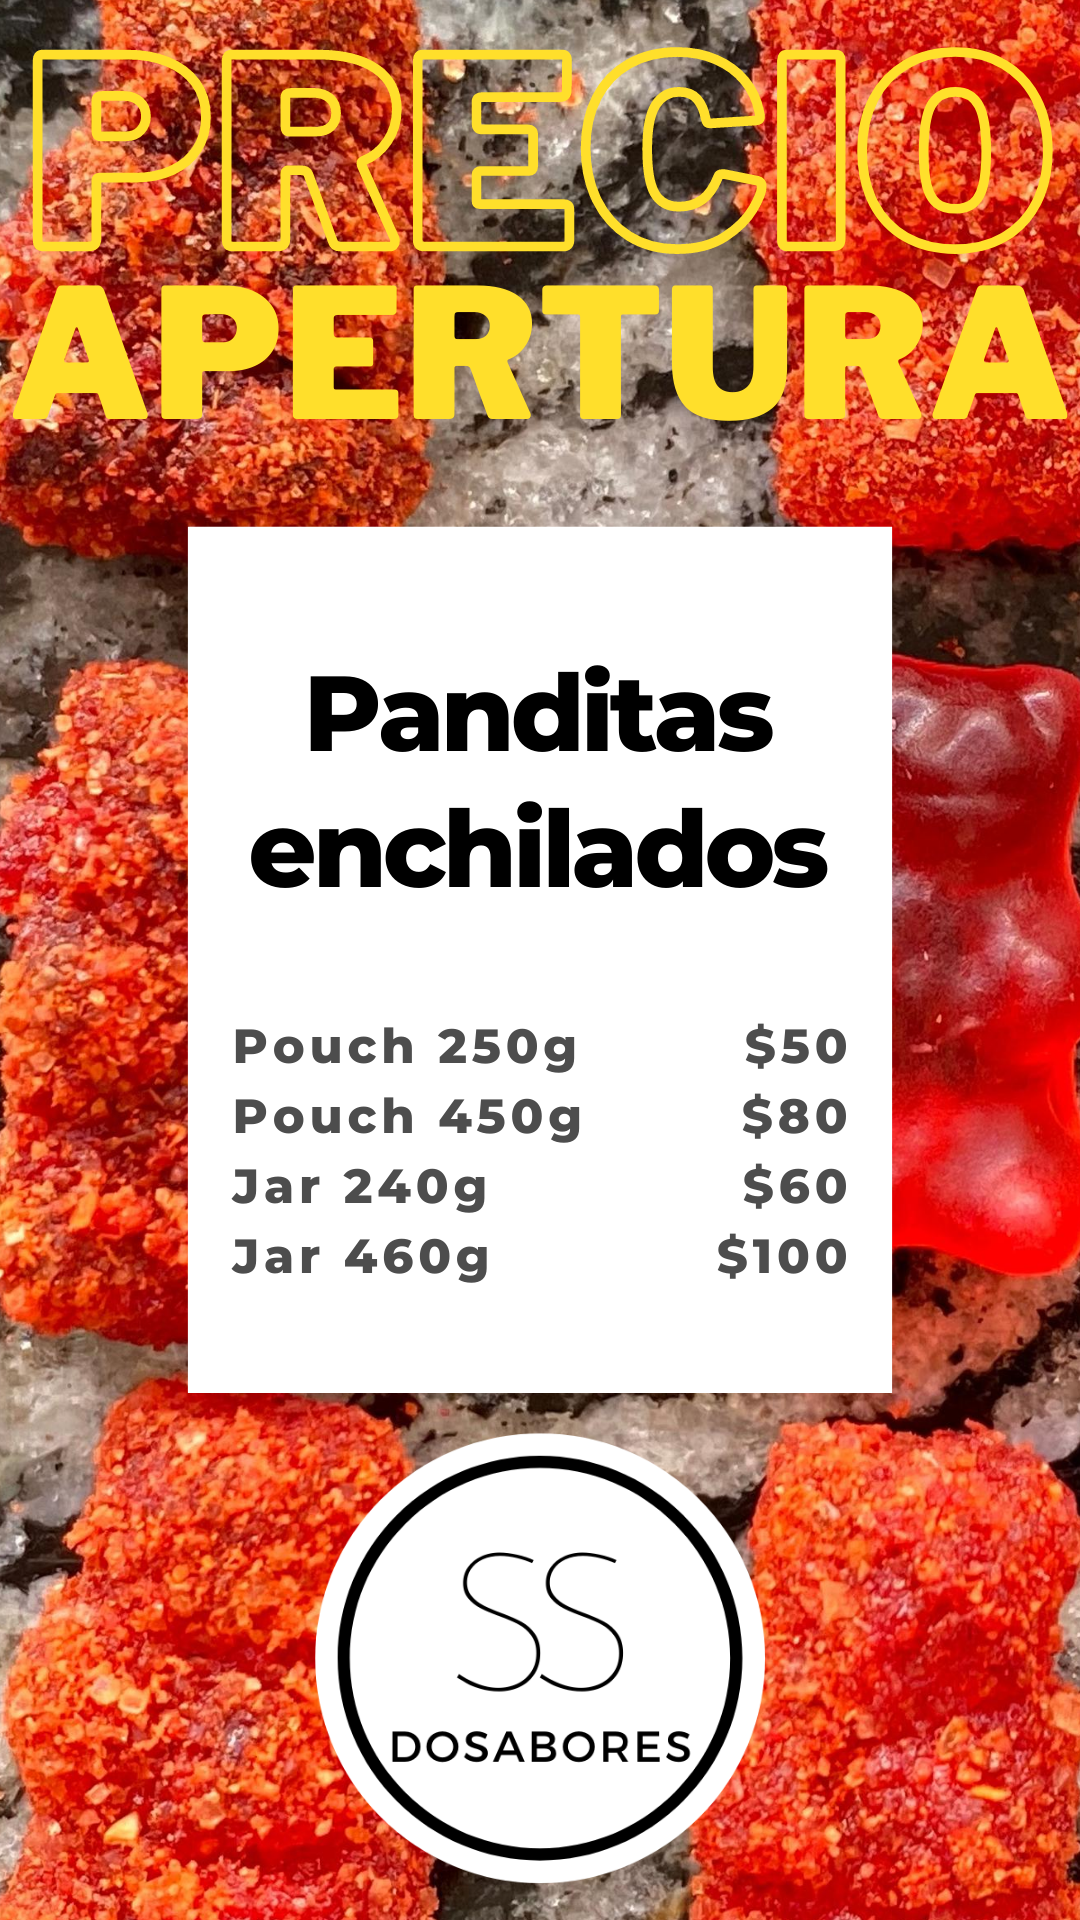 PRECIO
APERTURA
Panditas
enchilados
Pouch 250g $50
Pouch 450g $80
Jar 240g $60
Jar 460g $100
SS
DOSABORES